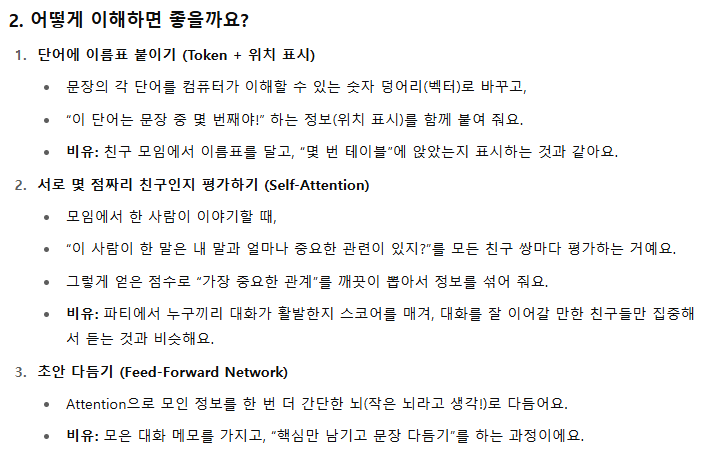 2. 어떻게 이해하면 좋을까요?
1. 단어에 이름표 붙이기 (Token + 위치 표시)
• 문장의 각 단어를 컴퓨터가 이해할 수 있는 숫자 덩어리(벡터)로 바꾸고,
• “이 단어는 문장 중 몇 번째야!” 하는 정보(위치 표시)를 함께 붙여 줘요.
• 비유: 친구 모임에서 이름표를 달고, “몇 번 테이블”에 앉았는지 표시하는 것과 같아요.
2. 서로 몇 점짜리 친구인지 평가하기 (Self-Attention)
• 모임에서 한 사람이 이야기할 때,
• “이 사람이 한 말은 내 말과 얼마나 중요한 관련이 있지?”를 모든 친구 쌍마다 평가하는 거예요.
• 그렇게 얻은 점수로 “가장 중요한 관계”를 깨끗이 뽑아서 정보를 섞어 줘요.
• 비유: 파티에서 누구끼리 대화가 활발한지 스코어를 매겨, 대화를 잘 이어갈 만한 친구들만 집중해
서 듣는 것과 비슷해요.
3. 초안 다듬기 (Feed-Forward Network)
• Attention으로 모인 정보를 한 번 더 간단한 뇌(작은 뇌라고 생각!)로 다듬어요.
• 비유: 모은 대화 메모를 가지고, “핵심만 남기고 문장 다듬기”를 하는 과정이에요.